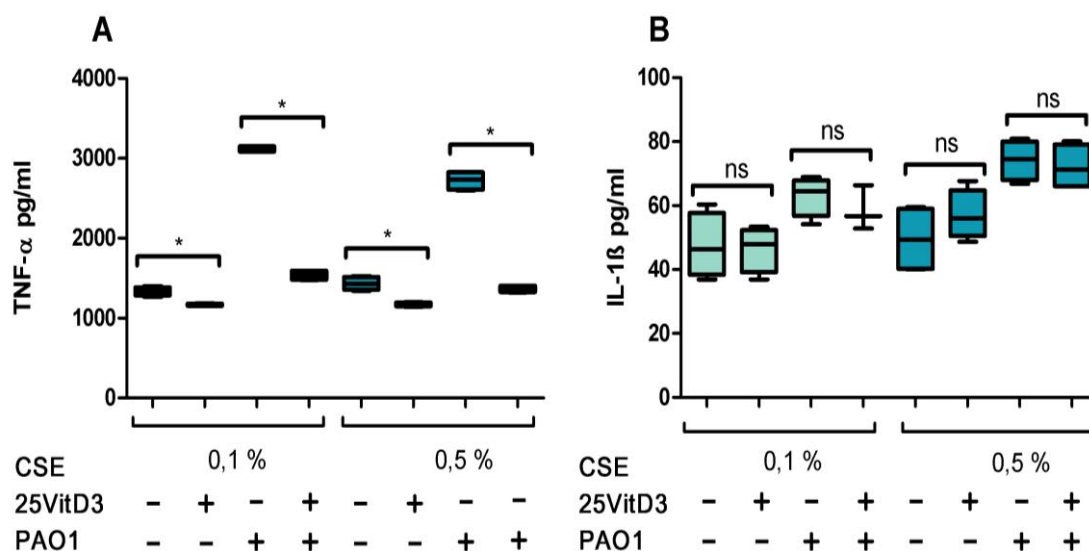 A
TNF-α pg/ml
4000
3000
2000
1000
0
*
*
*
*
CSE 0,1 % 0,5 %
25VitD3 − + − + − + − −
PAO1 − − + + − − + +
B
IL-1ß pg/ml
100
80
60
40
20
0
ns
ns
ns
ns
CSE 0,1 % 0,5 %
25VitD3 − + − + − + − +
PAO1 − − + + − − + +